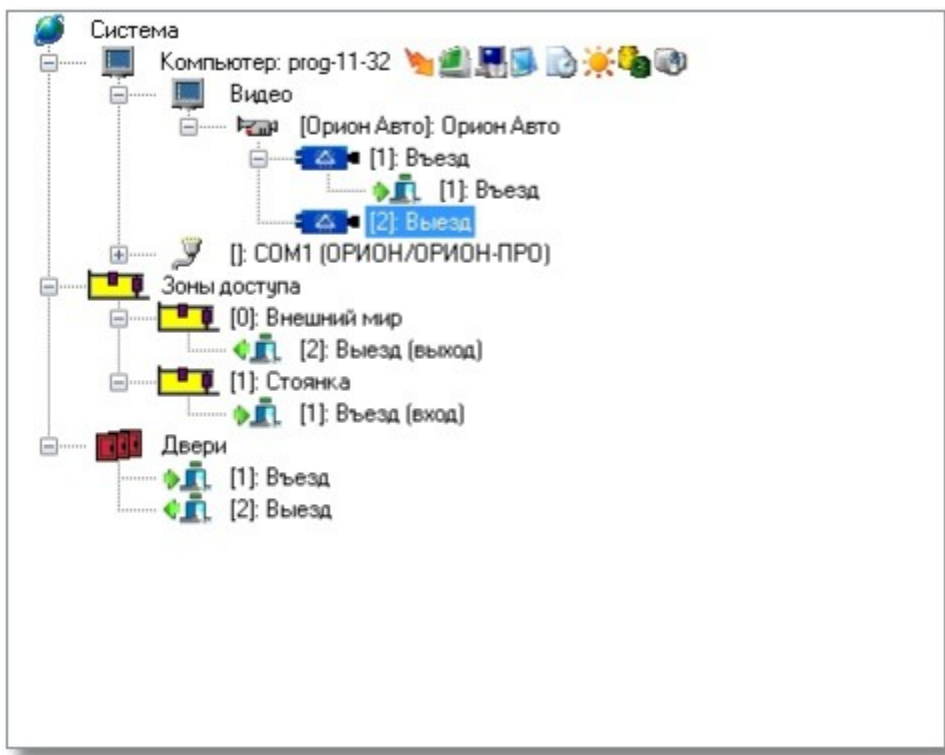 Система
Компьютер: prog-11-32
Видео
[Орион Авто]: Орион Авто
[1]: Въезд
[1]: Въезд
[2]: Выезд
[]: COM1 (ОРИОН/ОРИОН-ПРО)
Зоны доступа
[0]: Внешний мир
[2]: Выезд (выход)
[1]: Стоянка
[1]: Въезд (вход)
Двери
[1]: Въезд
[2]: Выезд